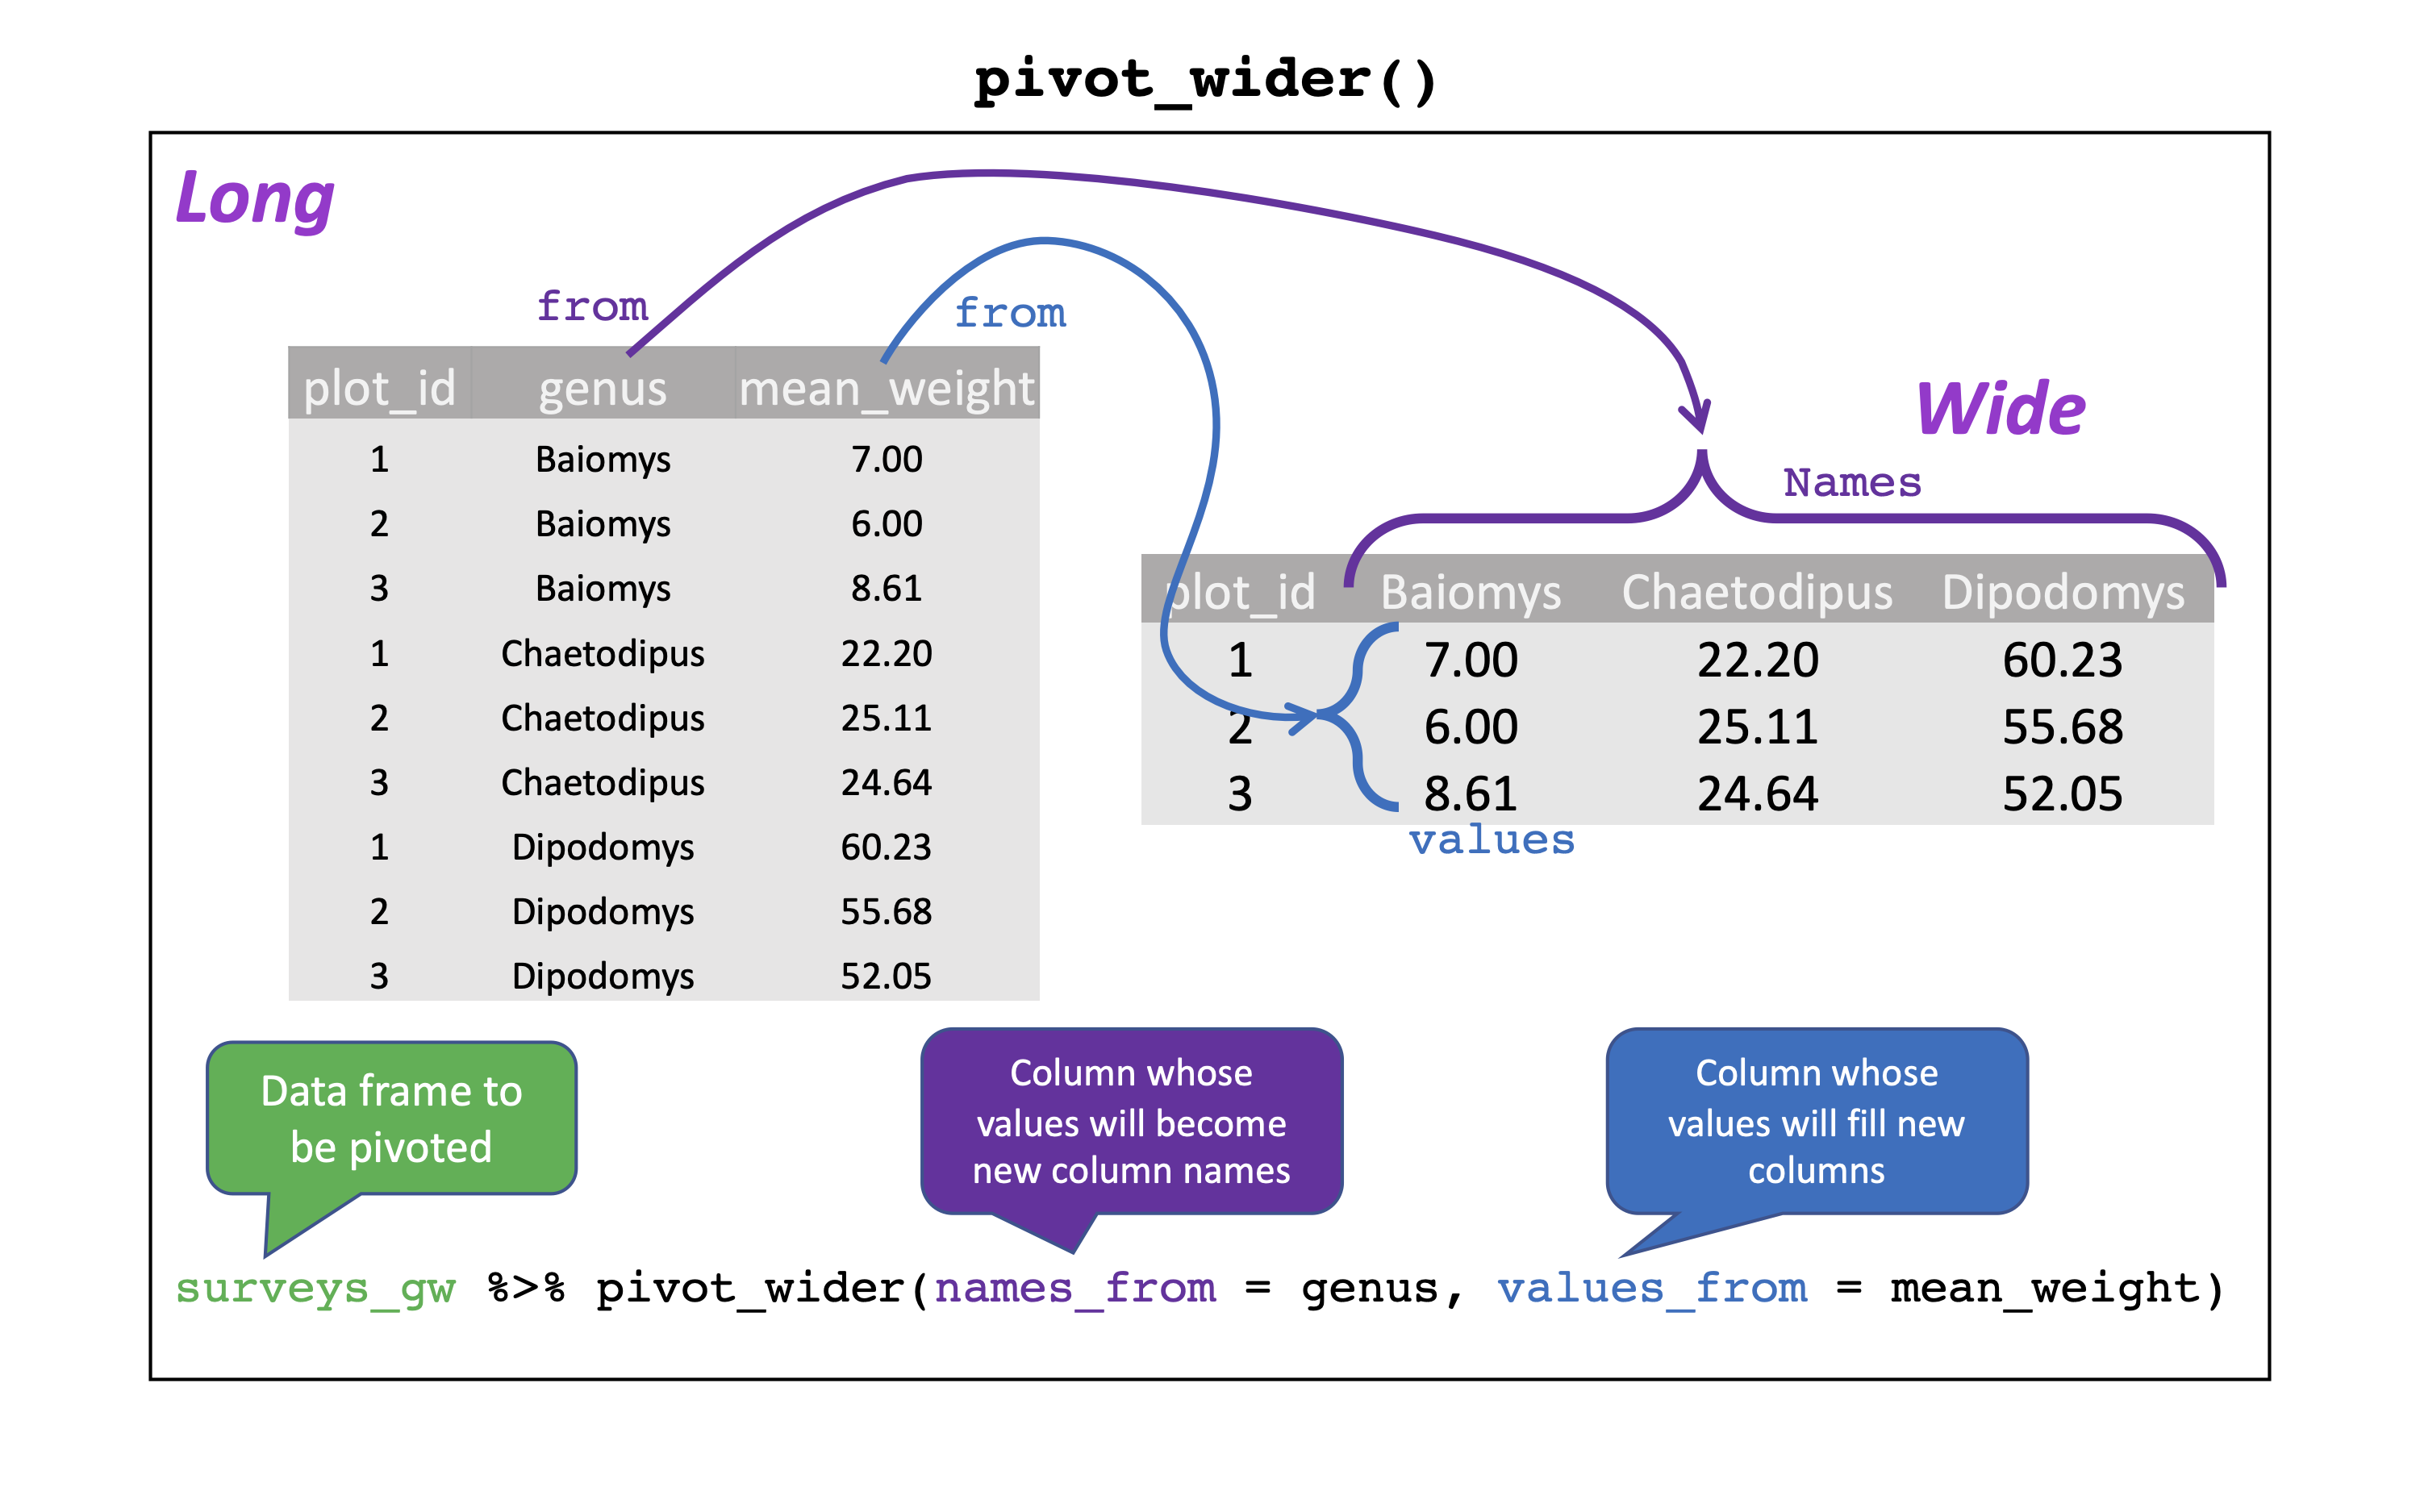 pivot_wider()
Long
from
from
plot_id genus mean_weight
1 Baiomys 7.00
2 Baiomys 6.00
3 Baiomys 8.61
1 Chaetodipus 22.20
2 Chaetodipus 25.11
3 Chaetodipus 24.64
1 Dipodomys 60.23
2 Dipodomys 55.68
3 Dipodomys 52.05
Wide
Names
plot_id Baiomys Chaetodipus Dipodomys
1 7.00 22.20 60.23
2 6.00 25.11 55.68
3 8.61 24.64 52.05
values
Data frame to
be pivoted
Column whose
values will become
new column names
Column whose
values will fill new
columns
surveys_gw %>% pivot_wider(names_from = genus, values_from = mean_weight)